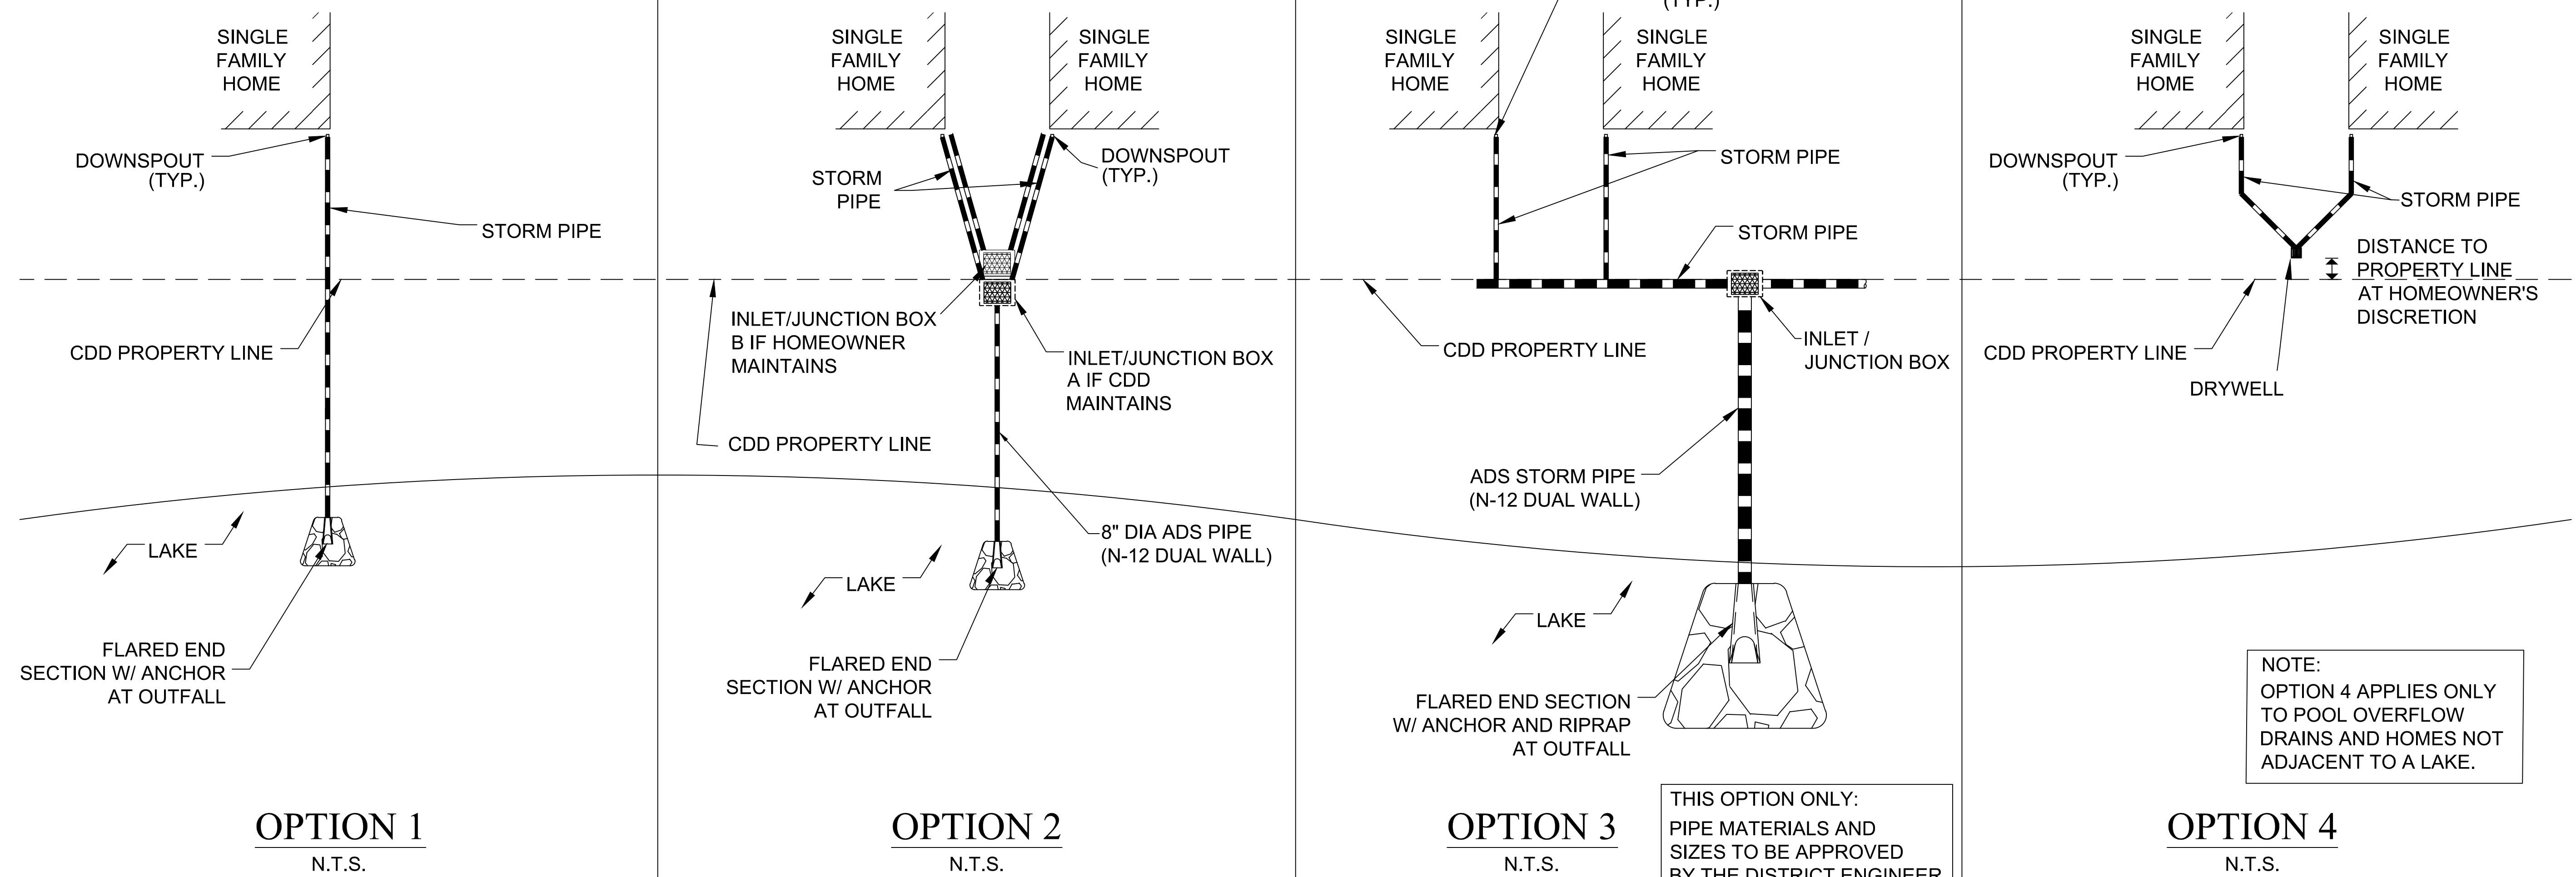 SINGLE
FAMILY
HOME
DOWNSPOUT
(TYP.)
STORM PIPE
CDD PROPERTY LINE
LAKE
FLARED END
SECTION W/ ANCHOR
AT OUTFALL
OPTION 1
N.T.S.
SINGLE
FAMILY
HOME
SINGLE
FAMILY
HOME
DOWNSPOUT
(TYP.)
STORM
PIPE
INLET/JUNCTION BOX
B IF HOMEOWNER
MAINTAINS
INLET/JUNCTION BOX
A IF CDD
MAINTAINS
CDD PROPERTY LINE
8" DIA ADS PIPE
(N-12 DUAL WALL)
LAKE
FLARED END
SECTION W/ ANCHOR
AT OUTFALL
OPTION 2
N.T.S.
(TYP.)
SINGLE
FAMILY
HOME
SINGLE
FAMILY
HOME
STORM PIPE
STORM PIPE
CDD PROPERTY LINE
INLET /
JUNCTION BOX
ADS STORM PIPE
(N-12 DUAL WALL)
LAKE
FLARED END SECTION
W/ ANCHOR AND RIPRAP
AT OUTFALL
OPTION 3
N.T.S.
THIS OPTION ONLY:
PIPE MATERIALS AND
SIZES TO BE APPROVED
BY THE DISTRICT ENGINEER
SINGLE
FAMILY
HOME
SINGLE
FAMILY
HOME
DOWNSPOUT
(TYP.)
STORM PIPE
DISTANCE TO
PROPERTY LINE
AT HOMEOWNER'S
DISCRETION
CDD PROPERTY LINE
DRYWELL
NOTE:
OPTION 4 APPLIES ONLY
TO POOL OVERFLOW
DRAINS AND HOMES NOT
ADJACENT TO A LAKE.
OPTION 4
N.T.S.